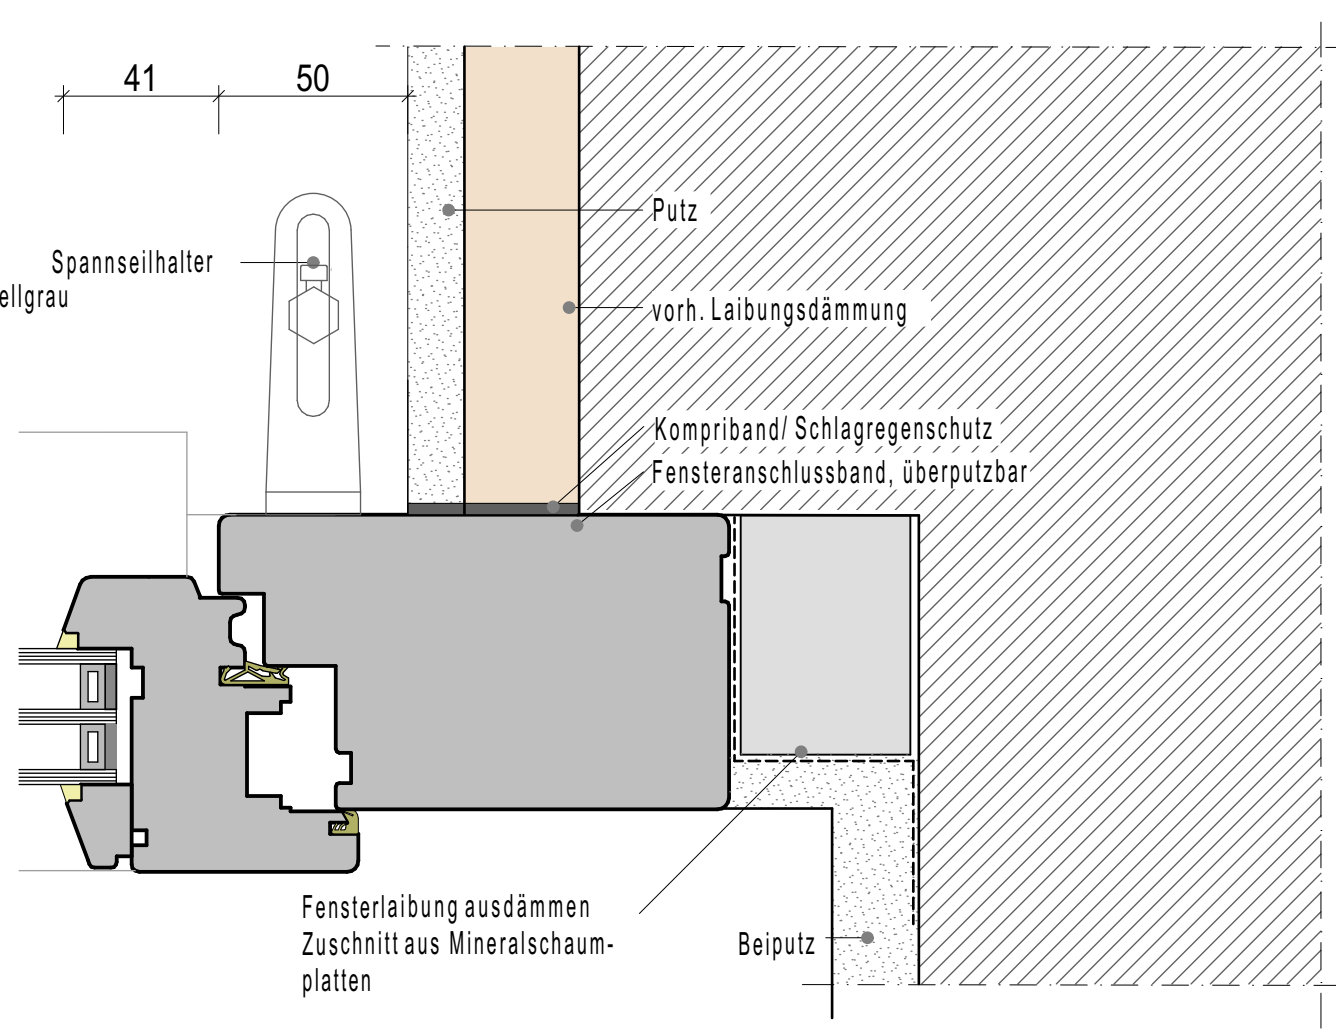 41
50
Putz
Spannseilhalter
ellgrau
vorh. Laibungsdämmung
Kompriband/ Schlagregenschutz
Fensteranschlussband, überputzbar
Fensterlaibung ausdämmen
Zuschnitt aus Mineralschaum-
platten
Beiputz